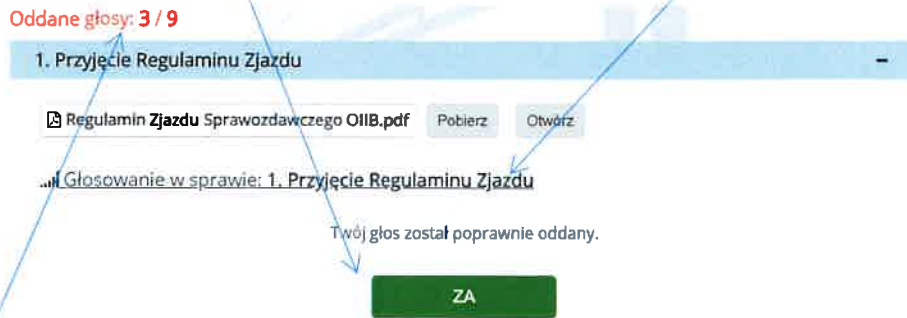 Oddane głosy: 3 / 9
1. Przyjęcie Regulaminu Zjazdu –
Regulamin Zjazdu Sprawozdawczego OIIB.pdf Pobierz Otwórz
Głosowanie w sprawie: 1. Przyjęcie Regulaminu Zjazdu
Twój głos został poprawnie oddany.
ZA